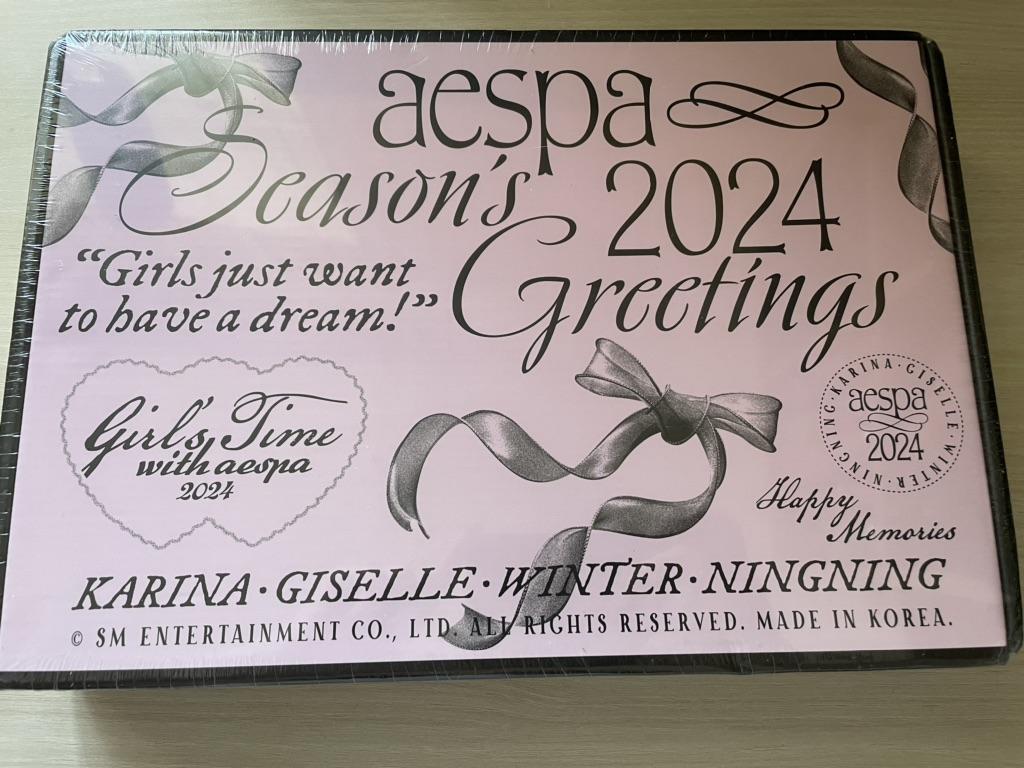 aespa
Season's 2024
Greetings
“Girls just want
to have a dream!”
Girl's Time
with aespa
2024
KARINA · GISELLE · WINTER · NINGNING ·
aespa
2024
Happy
Memories
KARINA · GISELLE · WINTER · NINGNING
© SM ENTERTAINMENT CO., LTD. ALL RIGHTS RESERVED. MADE IN KOREA.